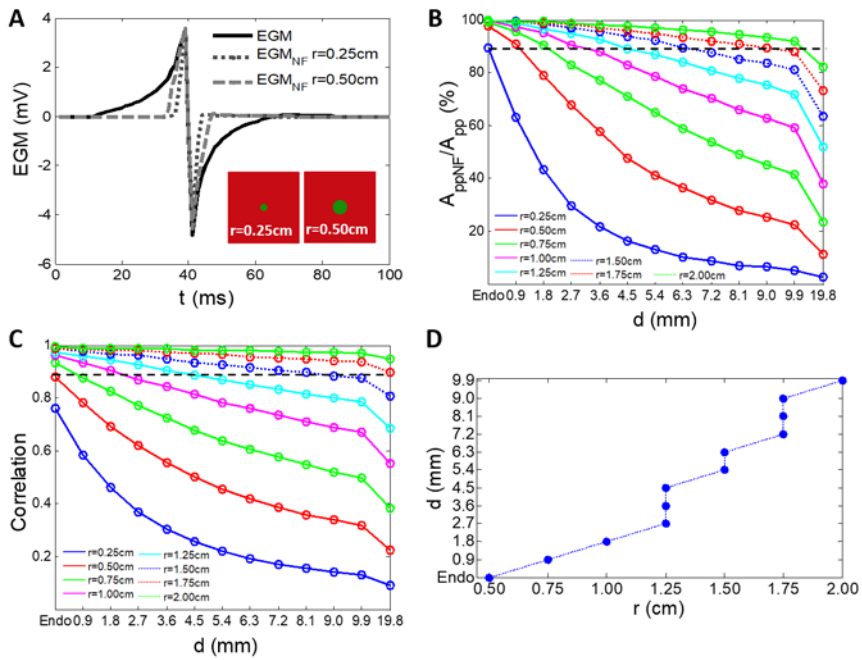 A
EGM
EGM_NF r=0.25cm
EGM_NF r=0.50cm
EGM (mV)
4
2
0
-2
-4
r=0.25cm
r=0.50cm
0 20 40 60 80 100
t (ms)
B
A_ppNF/A_pp (%)
100
80
60
40
20
r=0.25cm
r=0.50cm
r=0.75cm
r=1.00cm
r=1.25cm
r=1.50cm
r=1.75cm
r=2.00cm
Endo 0.9 1.8 2.7 3.6 4.5 5.4 6.3 7.2 8.1 9.0 9.9 19.8
d (mm)
C
Correlation
1
0.8
0.6
0.4
0.2
r=0.25cm
r=0.50cm
r=0.75cm
r=1.00cm
r=1.25cm
r=1.50cm
r=1.75cm
r=2.00cm
Endo 0.9 1.8 2.7 3.6 4.5 5.4 6.3 7.2 8.1 9.0 9.9 19.8
d (mm)
D
d (mm)
9.9
9.0
8.1
7.2
6.3
5.4
4.5
3.6
2.7
1.8
0.9
Endo
0.50 0.75 1.00 1.25 1.50 1.75 2.00
r (cm)